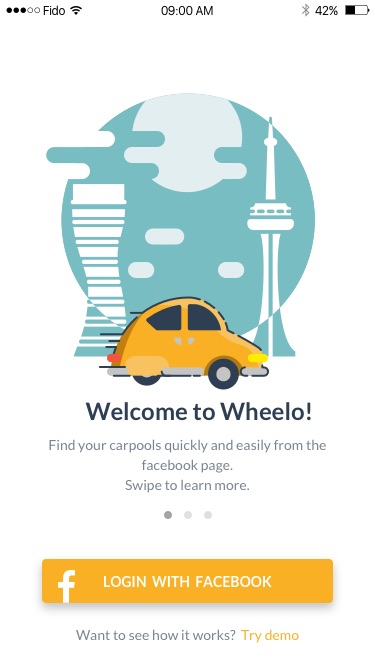 Fido 09:00 AM 42%
Welcome to Wheelo!
Find your carpools quickly and easily from the
facebook page.
Swipe to learn more.
f LOGIN WITH FACEBOOK
Want to see how it works? Try demo